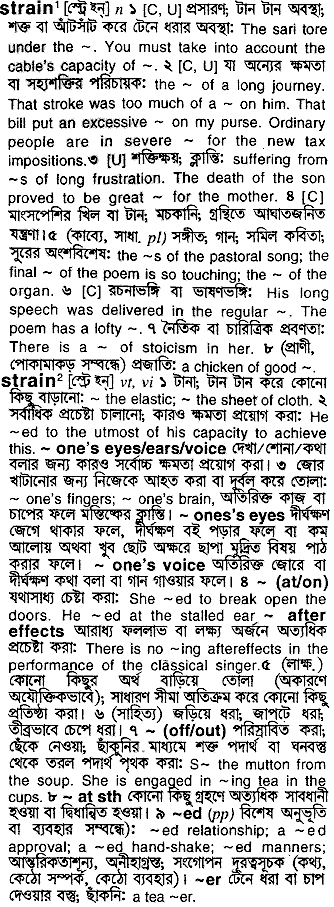 strain¹ [স্ট্রেইন্] n ১ [C, U] প্রসারণ; টান টান অবস্থা;
শক্ত বা আঁটসাঁট করে টেনে ধরার অবস্থা: The sari tore
under the ~. You must take into account the
cable's capacity of ~. ২ [C, U] যা অন্যের ক্ষমতা
বা সহ্যশক্তির পরিচায়ক: the ~ of a long journey.
That stroke was too much of a ~ on him. That
bill put an excessive ~ on my purse. Ordinary
people are in severe ~ for the new tax
impositions.৩ [U] শক্তিক্ষয়; ক্লান্তি: suffering from
~s of long frustration. The death of the son
proved to be great ~ for the mother. ৪ [C]
মাংসপেশির খিল বা টান; মচকানি; গ্রন্থিতে আঘাতজনিত
যন্ত্রণা।৫ (কাব্যে, সাধা. pl) সঙ্গীত; গান; সমিল কবিতা;
সুরের অংশবিশেষ: the ~s of the pastoral song; the
final ~ of the poem is so touching; the ~ of the
organ. ৬ [C] রচনাভঙ্গি বা ভাষণভঙ্গি: His long
speech was delivered in the regular ~. The
poem has a lofty ~. ৭ নৈতিক বা চারিত্রিক প্রবণতা:
There is a ~ of stoicism in her. ৮ (প্রাণী,
পোকামাকড় সম্বন্ধে) প্রজাতি: a chicken of good ~.
strain² [স্ট্রেইন্] vt, vi ১ টানা; টান টান করে কোনো
কিছু বাড়ানো: ~ the elastic; ~ the sheet of cloth. ২
সর্বাধিক প্রচেষ্টা চালানো; কারও ক্ষমতা প্রয়োগ করা: He
~ed to the utmost of his capacity to achieve
this. ~ one's eyes/ears/voice দেখা/শোনা/কথা
বলার জন্য কারও সর্বোচ্চ ক্ষমতা প্রয়োগ করা। ৩ জোর
খাটানোর জন্য নিজেকে আহত করা বা দুর্বল করে তোলা:
~ one's fingers; ~ one's brain, অতিরিক্ত কাজ বা
চাপের ফলে মস্তিষ্কের ক্লান্তি। ~ ones's eyes দীর্ঘক্ষণ
জেগে থাকার ফলে, দীর্ঘক্ষণ বই পড়ার ফলে বা কম
আলোয় অথবা খুব ছোট অক্ষরে ছাপা মুদ্রিত বিষয় পাঠ
করার ফলে। ~ one's voice অতিরিক্ত জোরে বা
দীর্ঘক্ষণ কথা বলা বা গান গাওয়ার ফলে। ৪ ~ (at/on)
যথাসাধ্য চেষ্টা করা: She ~ed to break open the
doors. He ~ed at the stalled ear ~ after
effects আরাধ্য ফললাভ বা লক্ষ্য অর্জনে অত্যধিক
প্রচেষ্টা করা: There is no ~ing aftereffects in the
performance of the classical singer.৫ (লাক্ষ.)
কোনো কিছুর অর্থ বাড়িয়ে তোলা (অকারণে
অযৌক্তিকভাবে); সাধারণ সীমা অতিক্রম করে কোনো কিছু
প্রতিষ্ঠা করা। ৬ (সাহিত্য) জড়িয়ে ধরা; জাপটে ধরা;
তীব্রভাবে চেপে ধরা। ৭ ~ (off/out) পরিস্রাবিত করা;
ছেঁকে নেওয়া; ছাঁকুনির মাধ্যমে শক্ত পদার্থ বা ঘনবস্তু
থেকে তরল পদার্থ পৃথক করা: S~ the mutton from
the soup. She is engaged in ~ing tea in the
cups. ৮ ~ at sth কোনো কিছু গ্রহণে অত্যধিক সাবধানী
হওয়া বা দ্বিধান্বিত হওয়া। ৯ ~ed (pp) বিশেষ অনুভূতি
বা ব্যবহার সম্বন্ধে): ~ed relationship; a ~ed
approval; a ~ed hand-shake; ~ed manners;
আন্তরিকতাশূন্য, অনীহাগ্রস্ত; সংগোপন দূরত্বসূচক (কথ্য,
কেঠো সম্পর্ক, কেঠো ব্যবহার)। ~er টেনে ধরা বা চাপ
দেওয়ার বস্তু; ছাঁকনি: a tea ~er.